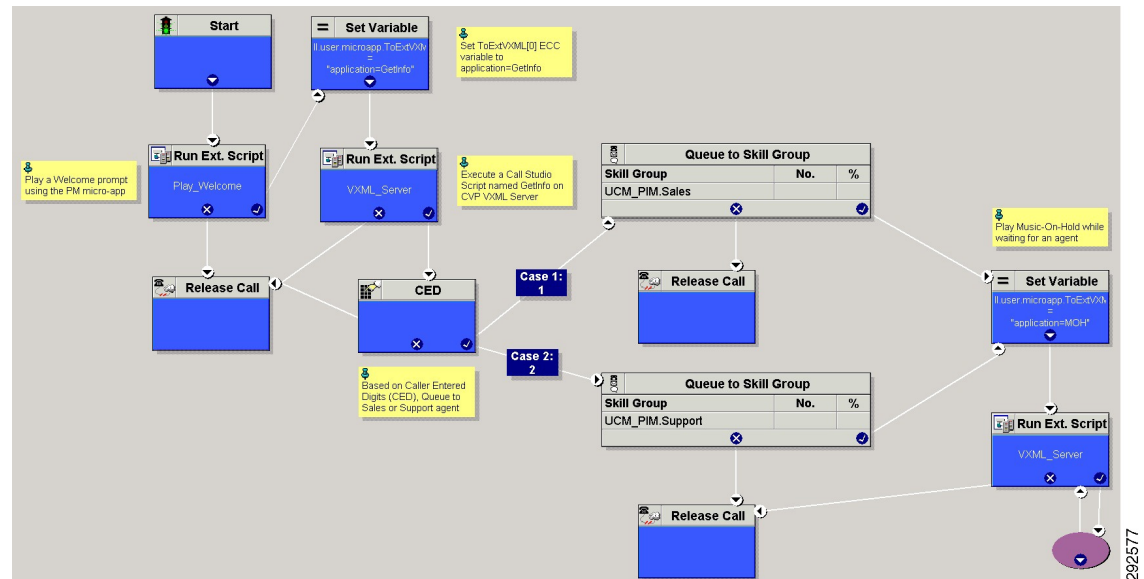 Start
Set Variable
ll.user.microapp.ToExtVXM
=
"application=GetInfo"
Set ToExtVXML[0] ECC
variable to
application=GetInfo
Play a Welcome prompt
using the PM micro-app
Run Ext. Script
Play_Welcome
Run Ext. Script
VXML_Server
Execute a Call Studio
Script named GetInfo on
CVP VXML Server
Queue to Skill Group
Skill Group No. %
UCM_PIM.Sales
Play Music-On-Hold while
waiting for an agent
Release Call
CED
Case 1:
1
Release Call
Set Variable
ll.user.microapp.ToExtVXM
=
"application=MOH"
Case 2:
2
Based on Caller Entered
Digits (CED), Queue to
Sales or Support agent
Queue to Skill Group
Skill Group No. %
UCM_PIM.Support
Run Ext. Script
VXML_Server
Release Call
292577